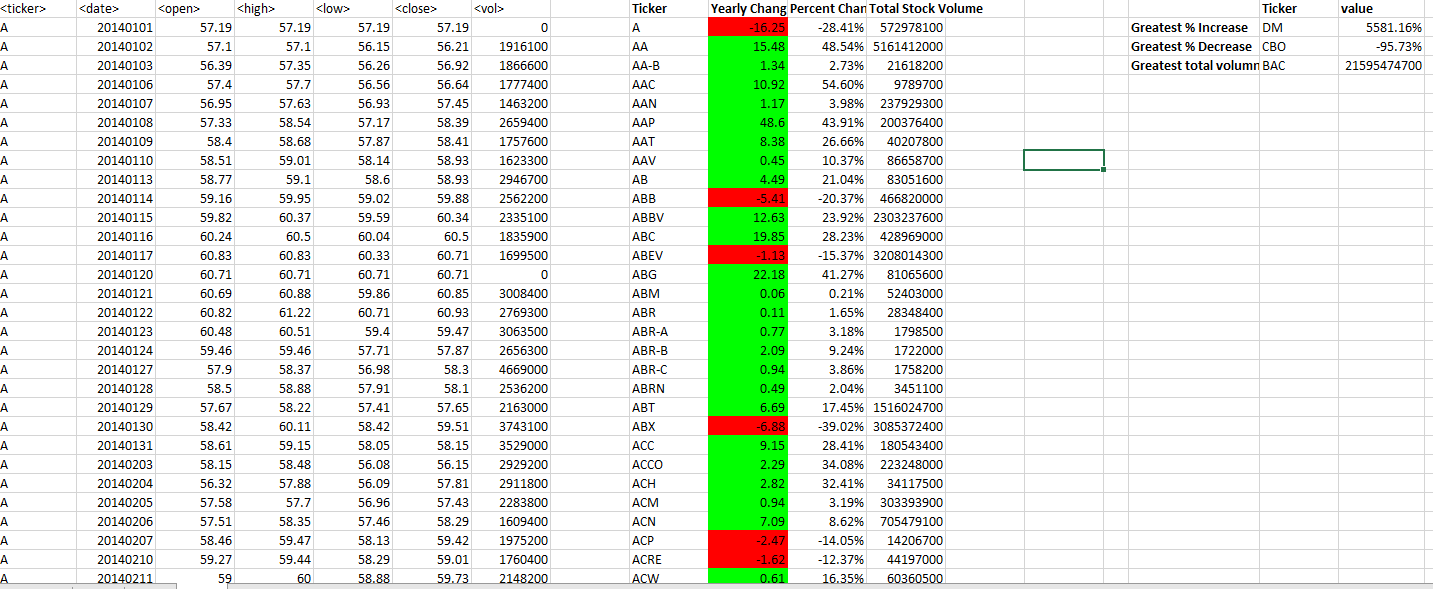 <ticker> <date> <open> <high> <low> <close> <vol> Ticker Yearly Chang Percent Chan Total Stock Volume Ticker value
A 20140101 57.19 57.19 57.19 57.19 0 A -16.25 -28.41% 572978100 Greatest % Increase DM 5581.16%
A 20140102 57.1 57.1 56.15 56.21 1916100 AA 15.48 48.54% 5161412000 Greatest % Decrease CBO -95.73%
A 20140103 56.39 57.35 56.26 56.92 1866600 AA-B 1.34 2.73% 21618200 Greatest total volumn BAC 21595474700
A 20140106 57.4 57.7 56.56 56.64 1777400 AAC 10.92 54.60% 9789700
A 20140107 56.95 57.63 56.93 57.45 1463200 AAN 1.17 3.98% 237929300
A 20140108 57.33 58.54 57.17 58.39 2659400 AAP 48.6 43.91% 200376400
A 20140109 58.4 58.68 57.87 58.41 1757600 AAT 8.38 26.66% 40207800
A 20140110 58.51 59.01 58.14 58.93 1623300 AAV 0.45 10.37% 86658700
A 20140113 58.77 59.1 58.6 58.93 2946700 AB 4.49 21.04% 83051600
A 20140114 59.16 59.95 59.02 59.88 2562200 ABB -5.41 -20.37% 466820000
A 20140115 59.82 60.37 59.59 60.34 2335100 ABBV 12.63 23.92% 2303237600
A 20140116 60.24 60.5 60.04 60.5 1835900 ABC 19.85 28.23% 428969000
A 20140117 60.83 60.83 60.33 60.71 1699500 ABEV -1.13 -15.37% 3208014300
A 20140120 60.71 60.71 60.71 60.71 0 ABG 22.18 41.27% 81065600
A 20140121 60.69 60.88 59.86 60.85 3008400 ABM 0.06 0.21% 52403000
A 20140122 60.82 61.22 60.71 60.93 2769300 ABR 0.11 1.65% 28348400
A 20140123 60.48 60.51 59.4 59.47 3063500 ABR-A 0.77 3.18% 1798500
A 20140124 59.46 59.46 57.71 57.87 2656300 ABR-B 2.09 9.24% 1722000
A 20140127 57.9 58.37 56.98 58.3 4669000 ABR-C 0.94 3.86% 1758200
A 20140128 58.5 58.88 57.91 58.1 2536200 ABRN 0.49 2.04% 3451100
A 20140129 57.67 58.22 57.41 57.65 2163000 ABT 6.69 17.45% 1516024700
A 20140130 58.42 60.11 58.42 59.51 3743100 ABX -6.88 -39.02% 3085372400
A 20140131 58.61 59.15 58.05 58.15 3529000 ACC 9.15 28.41% 180543400
A 20140203 58.15 58.48 56.08 56.15 2929200 ACCO 2.29 34.08% 223248000
A 20140204 56.32 57.88 56.09 57.81 2911800 ACH 2.82 32.41% 34117500
A 20140205 57.58 57.7 56.96 57.43 2283800 ACM 0.94 3.19% 303393900
A 20140206 57.51 58.35 57.46 58.29 1609400 ACN 7.09 8.62% 705479100
A 20140207 58.46 59.47 58.13 59.42 1975200 ACP -2.47 -14.05% 14206700
A 20140210 59.27 59.44 58.29 59.01 1760400 ACRE -1.62 -12.37% 44197000
A 20140211 59 60 58.88 59.73 2148200 ACW 0.61 16.35% 60360500